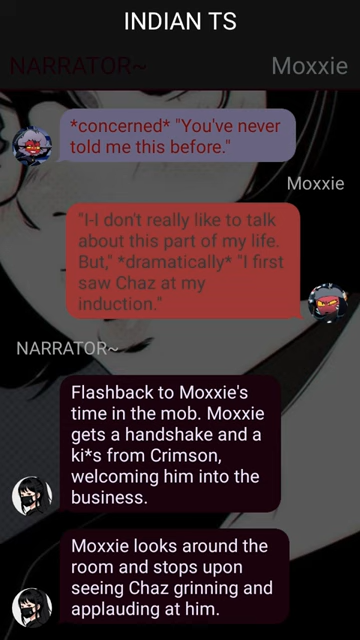 INDIAN TS
NARRATOR~ Moxxie
*concerned* "You've never
told me this before."
Moxxie
"I-I don't really like to talk
about this part of my life.
But," *dramatically* "I first
saw Chaz at my
induction."
NARRATOR~
Flashback to Moxxie's
time in the mob. Moxxie
gets a handshake and a
ki*s from Crimson,
welcoming him into the
business.
Moxxie looks around the
room and stops upon
seeing Chaz grinning and
applauding at him.